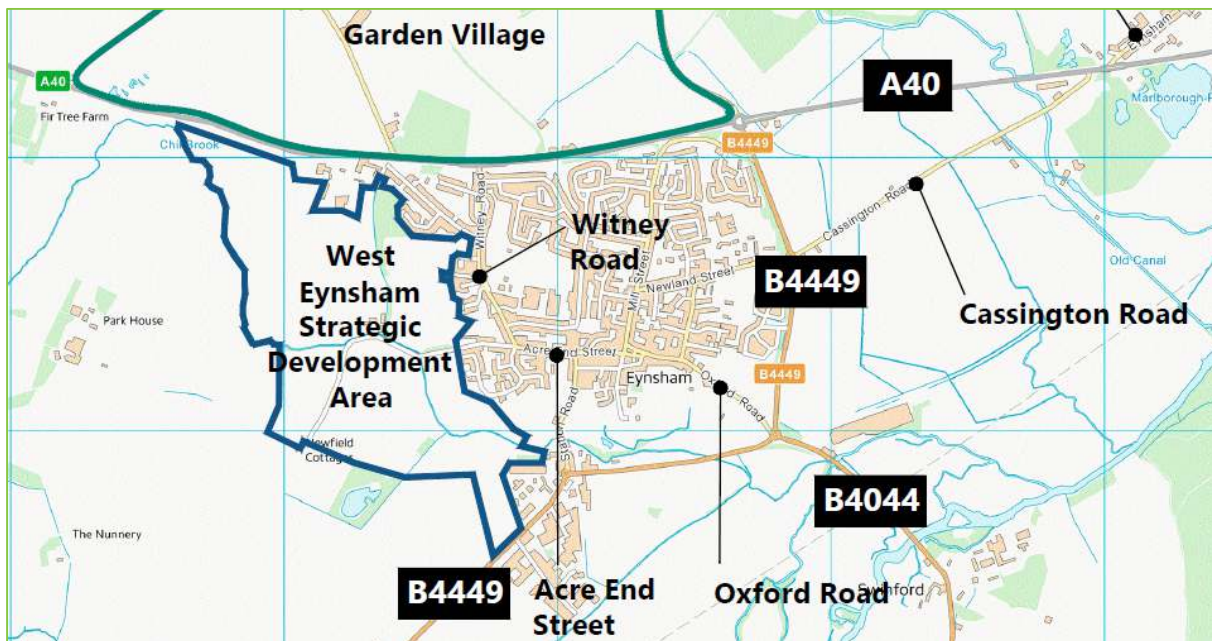 Garden Village
A40
A40
Fir Tree Farm
Chil Brook
B4449
Eynsham
Marlborough
Witney Road
Cassington Road
Witney
Road
Mill Street
Newland Street
Old Canal
West
Eynsham
Strategic
Development
Area
B4449
Cassington Road
Park House
Acre End Street
Eynsham
B4449
Oxford Road
Station Road
Newfield
Cottages
B4044
The Nunnery
B4449
Acre End
Street
Oxford Road
Swinford